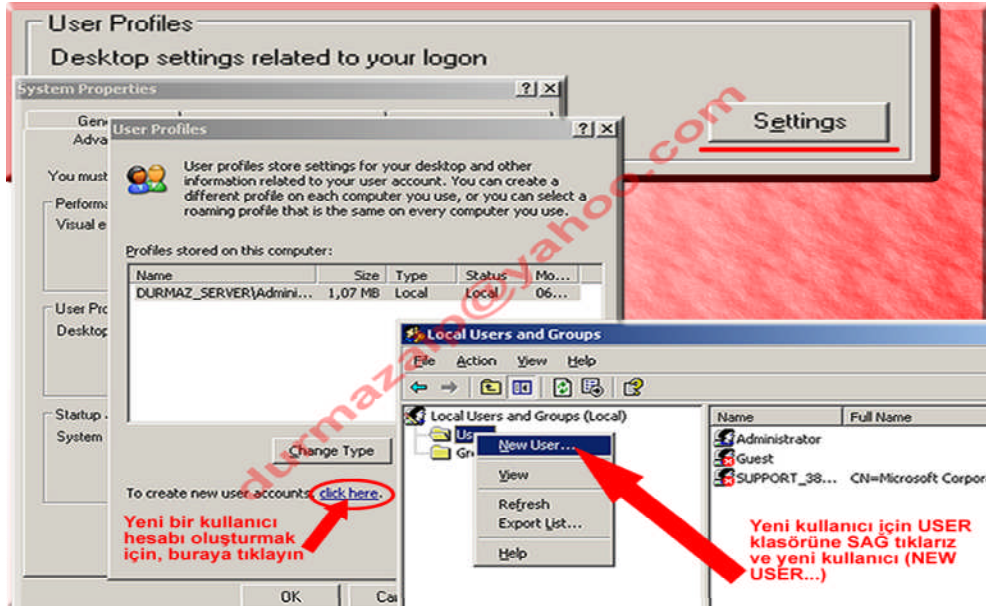 User Profiles
Desktop settings related to your logon
Settings
System Properties
Gen
Adva
You must
Performa
Visual e
User Pro
Desktop
Startup
System
OK
Ca
User Profiles
User profiles store settings for your desktop and other
information related to your user account. You can create a
different profile on each computer you use, or you can select a
roaming profile that is the same on every computer you use.
Profiles stored on this computer:
Name Size Type Status Mo...
DURMAZ_SERVER\Admini... 1,07 MB Local Local 06...
Change Type
To create new user accounts, click here.
Yeni bir kullanıcı
hesabı oluşturmak
için, buraya tıklayın
Local Users and Groups
File Action View Help
Local Users and Groups (Local)
Us
Gr
New User...
View
Refresh
Export List...
Help
Name Full Name
Administrator
Guest
SUPPORT_38... CN=Microsoft Corpor
Yeni kullanıcı için USER
klasörüne SAĞ tıklarız
ve yeni kullanıcı (NEW
USER...)
durmazalp@yahoo.com